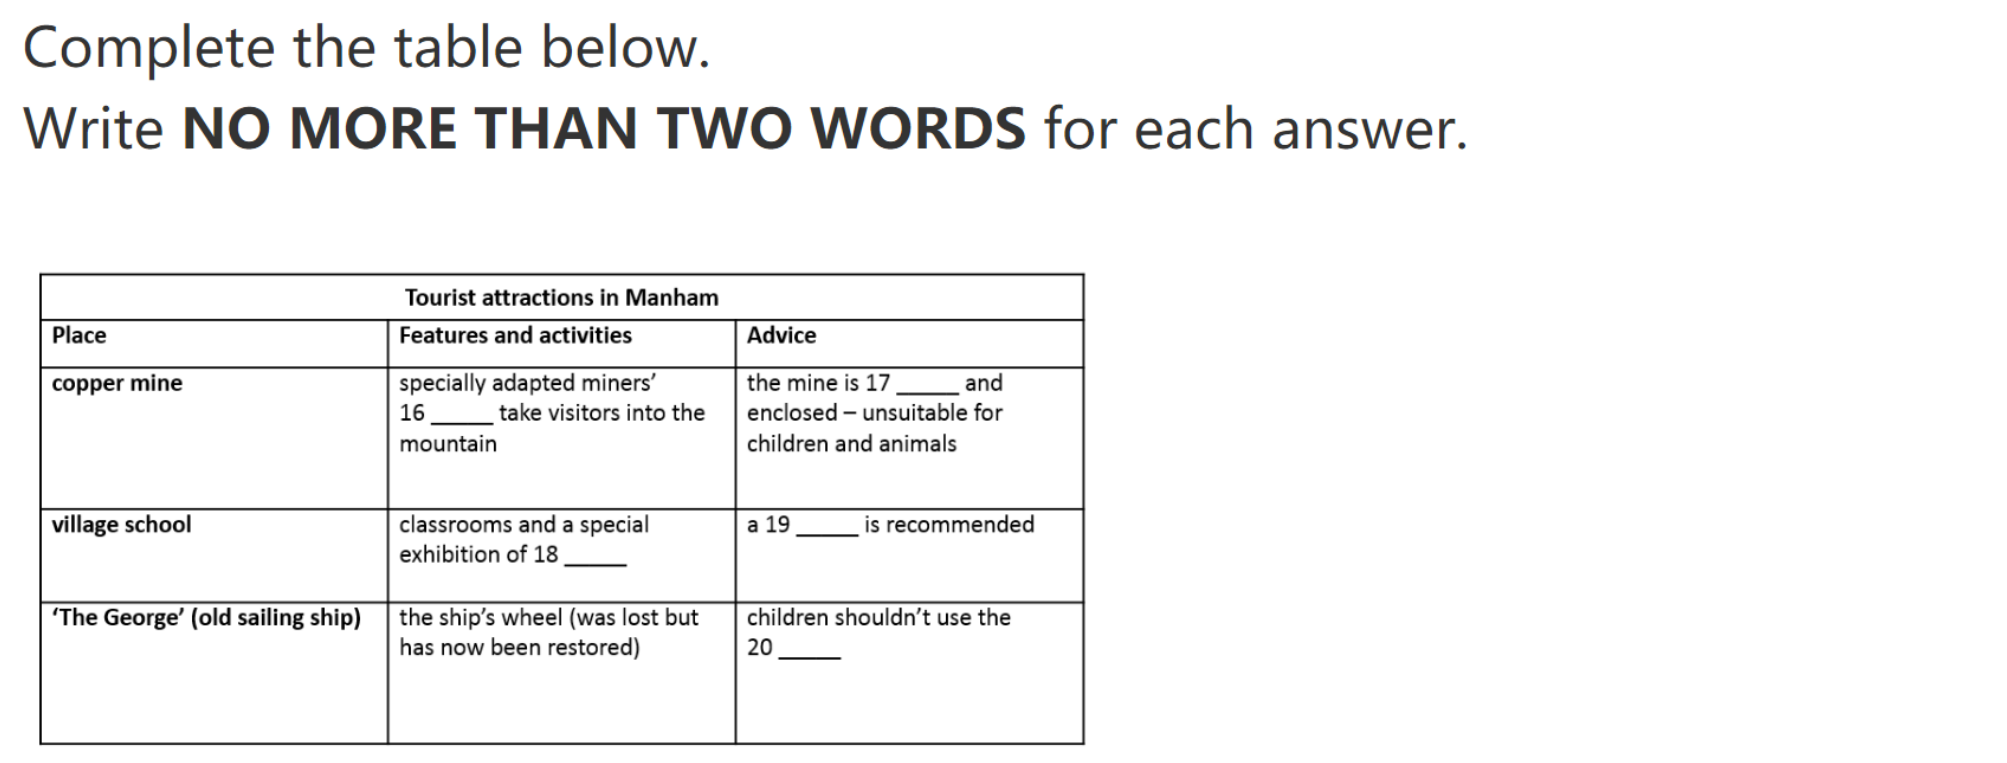 Complete the table below.
Write NO MORE THAN TWO WORDS for each answer.
Tourist attractions in Manham
Place Features and activities Advice
copper mine
specially adapted miners’
16 _____ take visitors into the
mountain
the mine is 17 _____ and
enclosed – unsuitable for
children and animals
village school
classrooms and a special
exhibition of 18 _____
a 19 _____ is recommended
‘The George’ (old sailing ship)
the ship’s wheel (was lost but
has now been restored)
children shouldn’t use the
20 _____